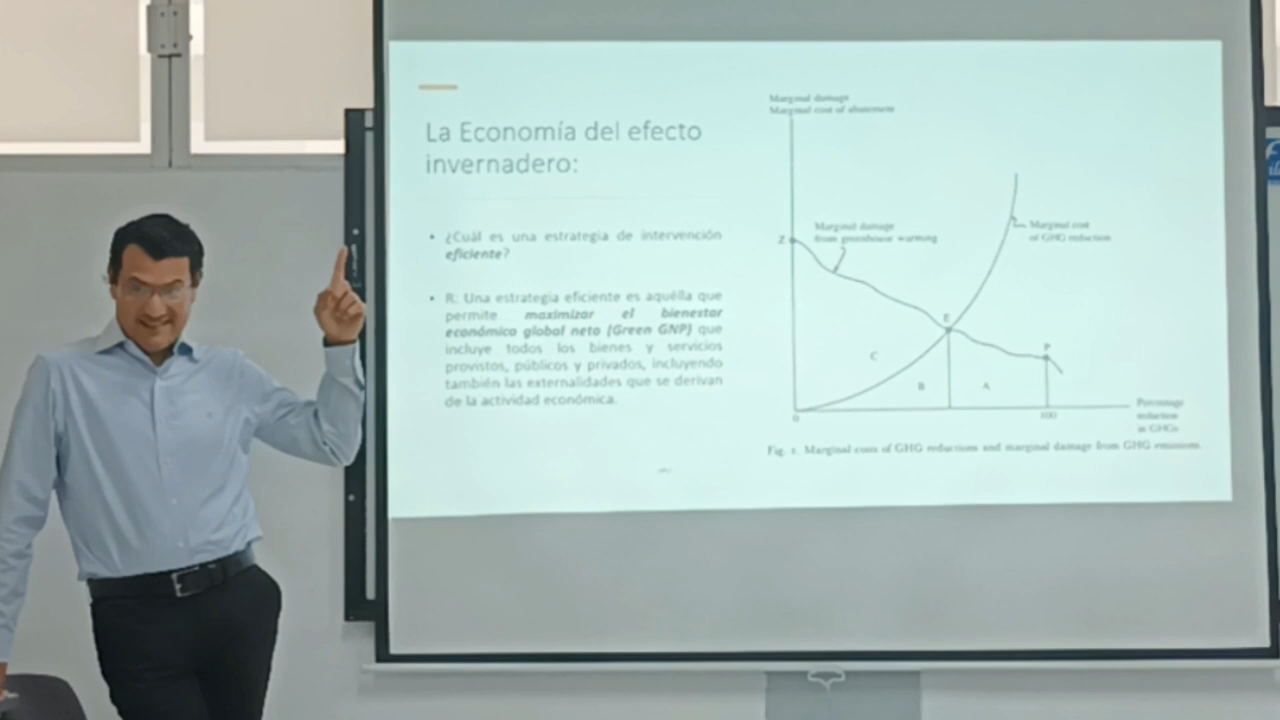 La Economía del efecto
invernadero:
• ¿Cuál es una estrategia de intervención
eficiente?
• R: Una estrategia eficiente es aquélla que
permite maximizar el bienestar
económico global neto (Green GNP) que
incluye todos los bienes y servicios
provistos, públicos y privados, incluyendo
también las externalidades que se derivan
de la actividad económica.
Marginal damage
Marginal cost of abatement
Z
Marginal damage
from greenhouse warming
Marginal cost
of GHG reduction
E
P
C
B
A
0
100
Percentage
reduction
in GHGs
Fig. 1. Marginal costs of GHG reductions and marginal damage from GHG emissions.